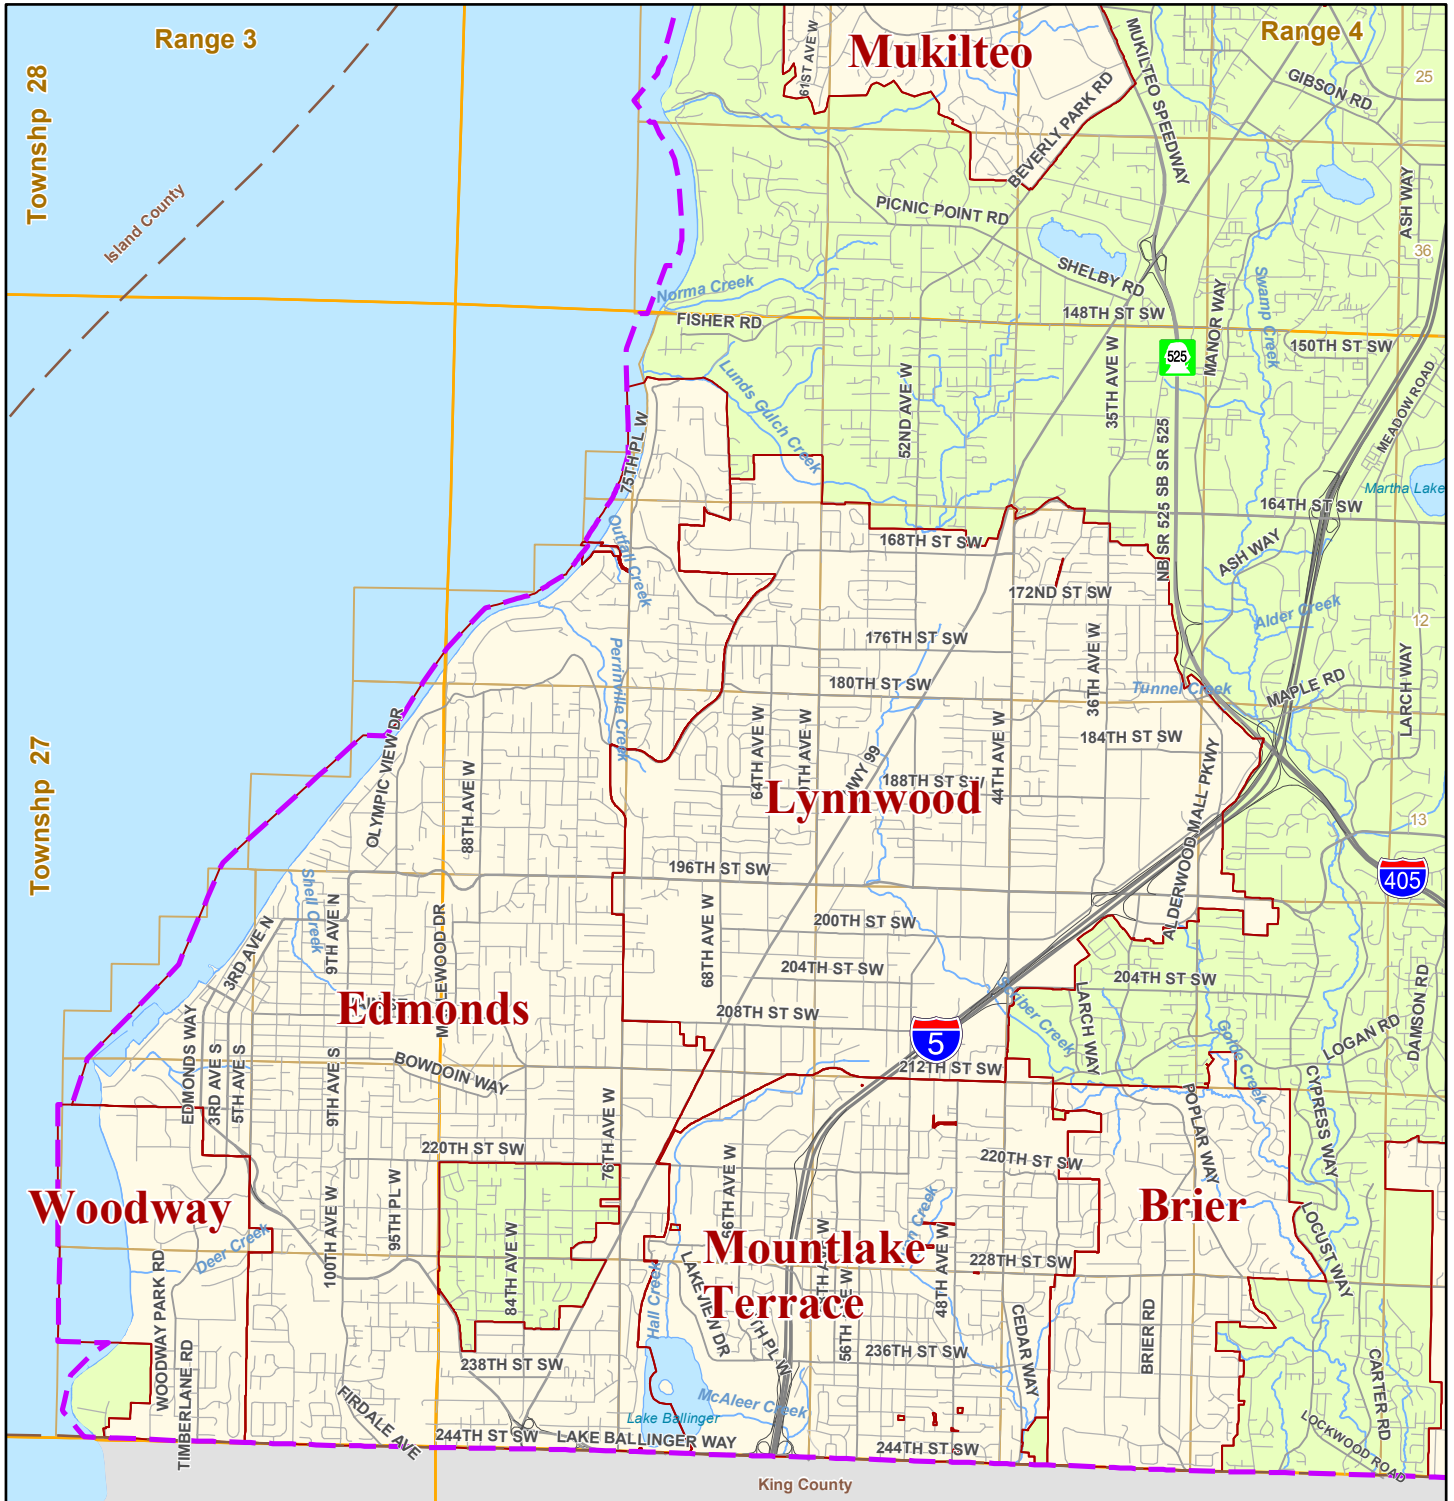 Range 3
Range 4
Townshp 28
Island County
Mukilteo
61ST AVE W
MUKILTEO SPEEDWAY
GIBSON RD
25
BEVERLY PARK RD
PICNIC POINT RD
ASH WAY
36
SHELBY RD
Norma Creek
FISHER RD
148TH ST SW
MANOR WAY
Swamp Creek
150TH ST SW
525
Lunds Gulch Creek
52ND AVE W
35TH AVE W
MEADOW ROAD
75TH PL W
NB SR 525 SB SR 525
Martha Lake
164TH ST SW
Outfall Creek
168TH ST SW
ASH WAY
172ND ST SW
Alder Creek
12
176TH ST SW
36TH AVE W
Perrinville Creek
180TH ST SW
Tunnel Creek
MAPLE RD
LARCH WAY
Townshp 27
OLYMPIC VIEW DR
88TH AVE W
64TH AVE W
HWY 99
44TH AVE W
184TH ST SW
188TH ST SW
Lynnwood
ALDERWOOD MALL PKWY
13
196TH ST SW
405
Shell Creek
9TH AVE N
3RD AVE N
68TH AVE W
200TH ST SW
204TH ST SW
204TH ST SW
Edmonds
208TH ST SW
5
LARCH WAY
DAMSON RD
LOGAN RD
EDMONDS WAY
3RD AVE S
5TH AVE S
9TH AVE S
BOWDOIN WAY
212TH ST SW
CYPRESS WAY
76TH AVE W
POPLAR WAY
220TH ST SW
220TH ST SW
Woodway
100TH AVE W
95TH PL W
66TH AVE W
Brier
LOCUST WAY
Deer Creek
84TH AVE W
Mountlake
Terrace
48TH AVE W
228TH ST SW
WOODWAY PARK RD
TIMBERLANE RD
Hall Creek
LAKEVIEW DR
56TH AVE W
236TH ST SW
CEDAR WAY
BRIER RD
CARTER RD
238TH ST SW
FIRDALE AVE
Lake Ballinger
McAleer Creek
LOCKWOOD ROAD
244TH ST SW
LAKE BALLINGER WAY
244TH ST SW
King County